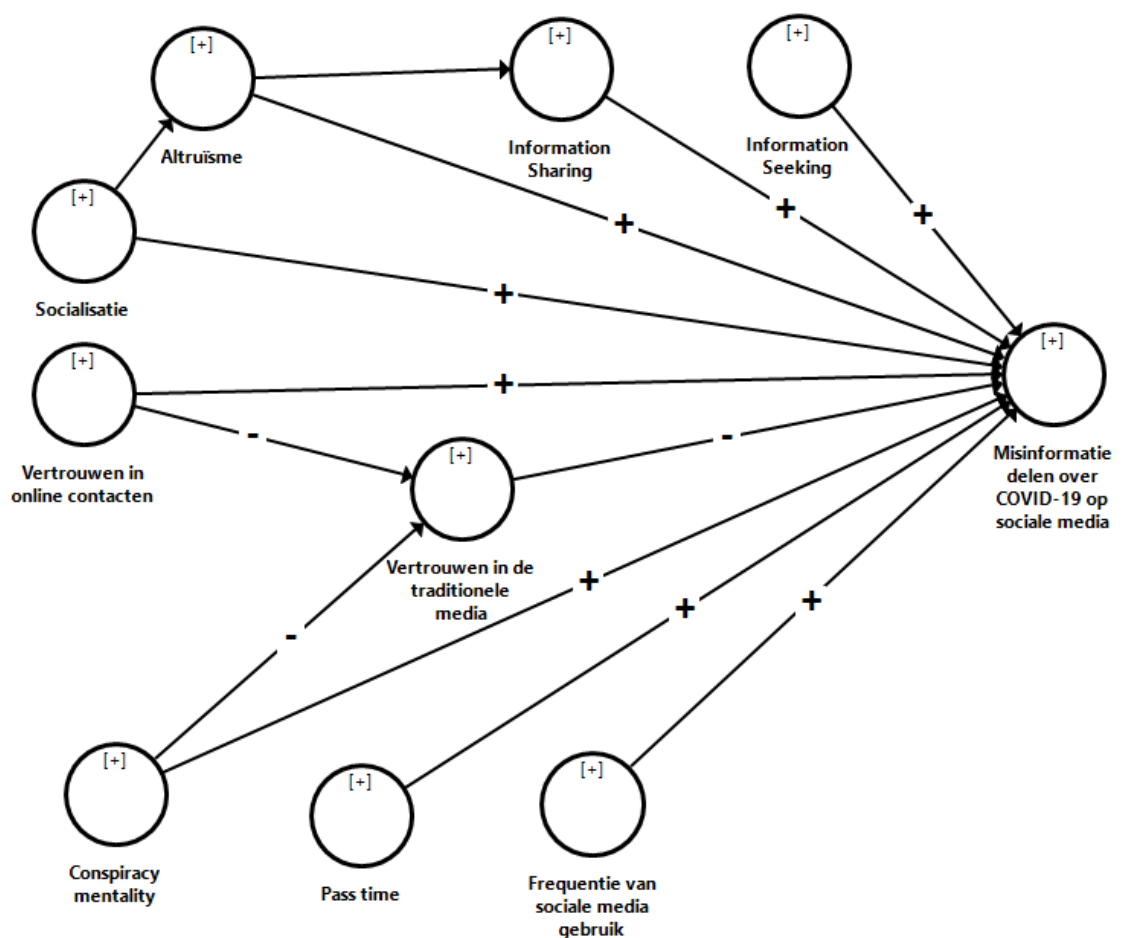 [+]
Altruïsme
[+]
Information
Sharing
[+]
Information
Seeking
[+]
Socialisatie
+
+
+
+
[+]
Vertrouwen in
online contacten
+
-
[+]
Vertrouwen in de
traditionele
media
-
[+]
Misinformatie
delen over
COVID-19 op
sociale media
-
+
+
+
[+]
Conspiracy
mentality
[+]
Pass time
[+]
Frequentie van
sociale media
gebruik